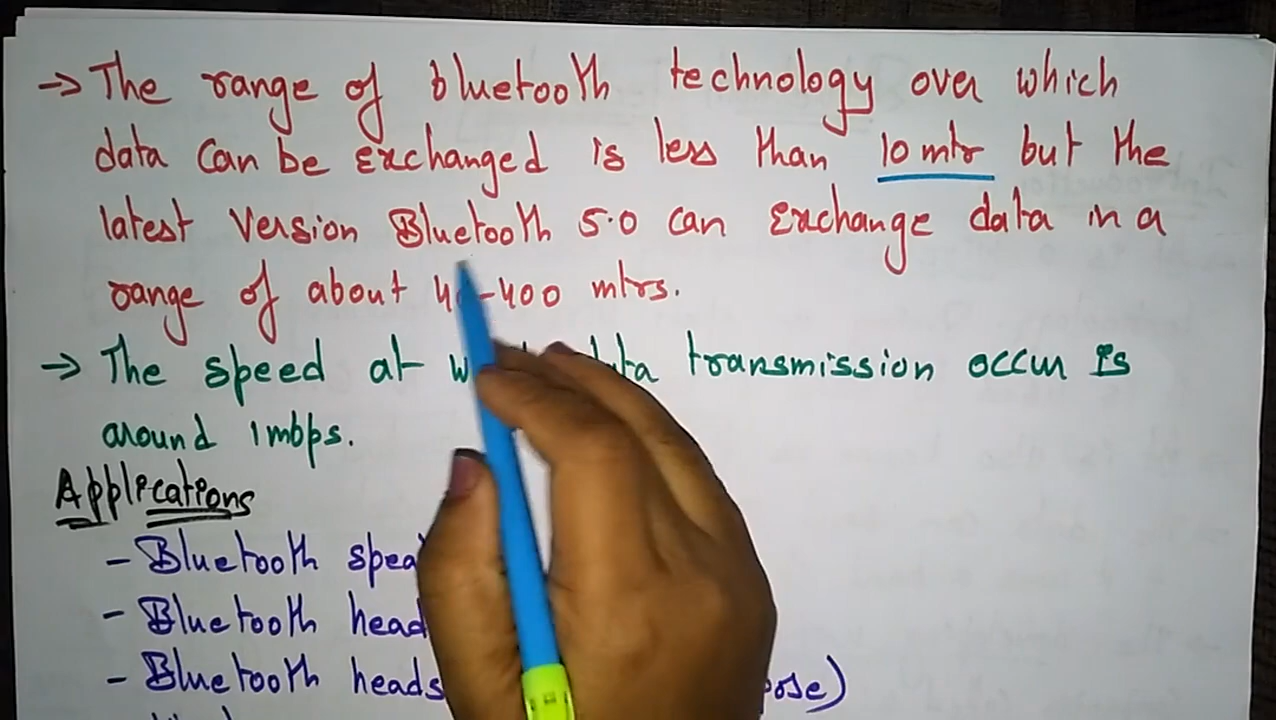 → The range of bluetooth technology over which
data can be exchanged is less than 10 mtr but the
latest version Bluetooth 5.0 can exchange data in a
range of about -400 mtrs.
→ The speed at transmission occur is
around 1mbps.
Applications
- Bluetooth
- Bluetooth
- Bluetooth